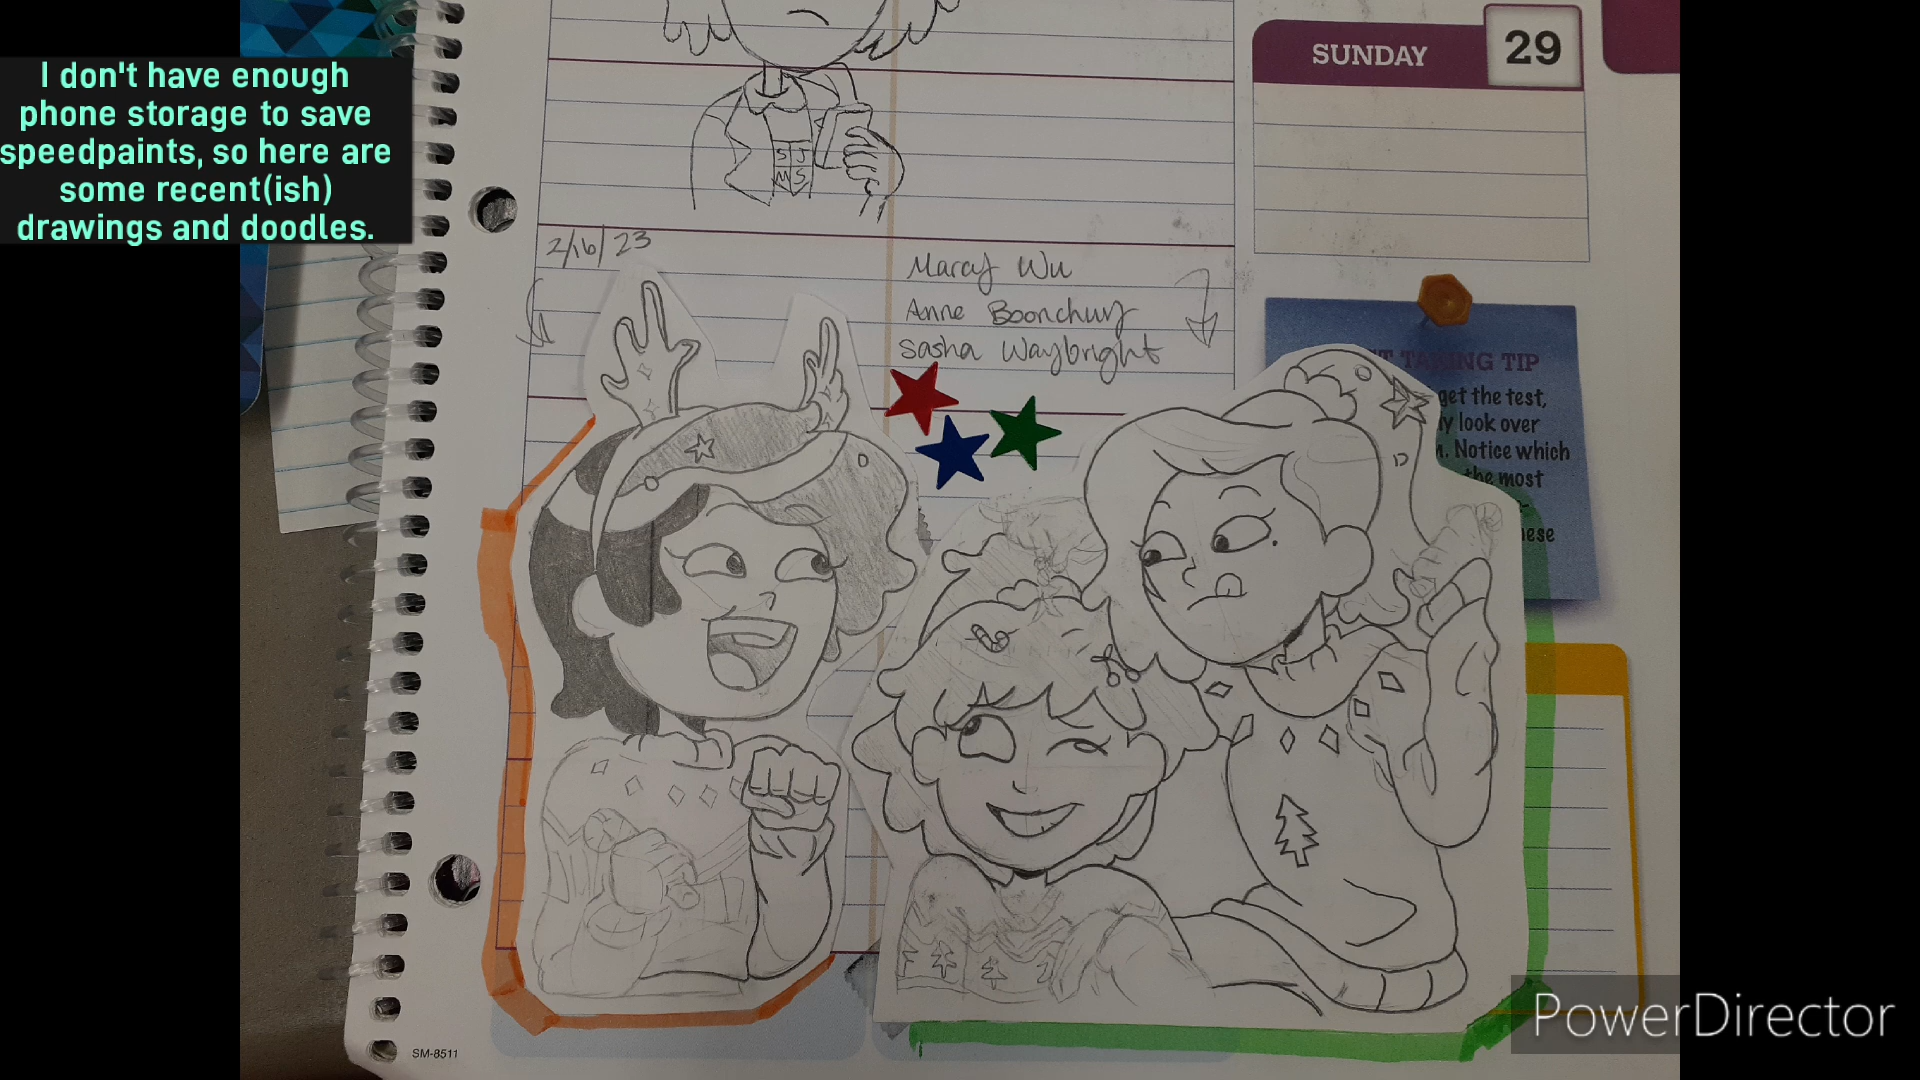 I don't have enough
phone storage to save
speedpaints, so here are
some recent(ish)
drawings and doodles.
SUNDAY
29
S J
M S
2/16/23
Marcy Wu
Anne Boonchuy
Sasha Waybright
TIP
get the test,
look over
Notice which
the most
SM-8511
PowerDirector